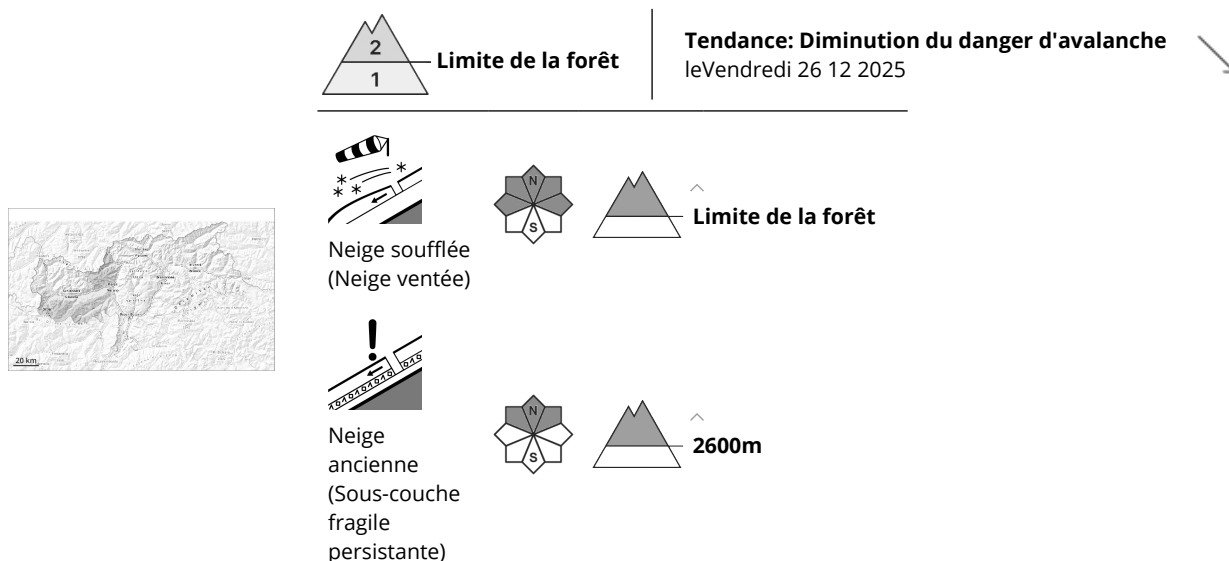 2
1
Limite de la forêt
Tendance: Diminution du danger d'avalanche
leVendredi 26 12 2025
N
S
Limite de la forêt
Neige soufflée
(Neige ventée)
20 km
N
S
2600m
Neige
ancienne
(Sous-couche
fragile
persistante)